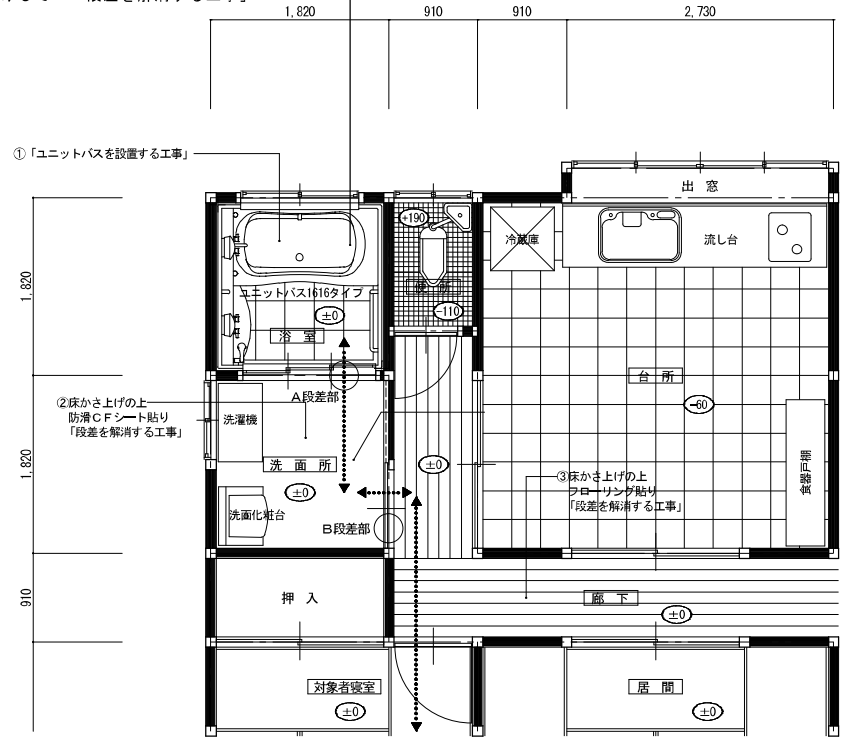 1,820
910
910
2,730
①「ユニットバスを設置する工事」
出 窓
+190
冷蔵庫
流し台
便 所
1,820
ユニットバス1616タイプ
±0
-110
浴 室
A段差部
台 所
②床かさ上げの上
防滑CFシート貼り
「段差を解消する工事」
洗濯機
-60
1,820
洗 面 所
±0
食器戸棚
③床かさ上げの上
フローリング貼り
「段差を解消する工事」
±0
洗面化粧台
B段差部
910
押 入
廊 下
±0
対象者寝室
居 間
±0
±0